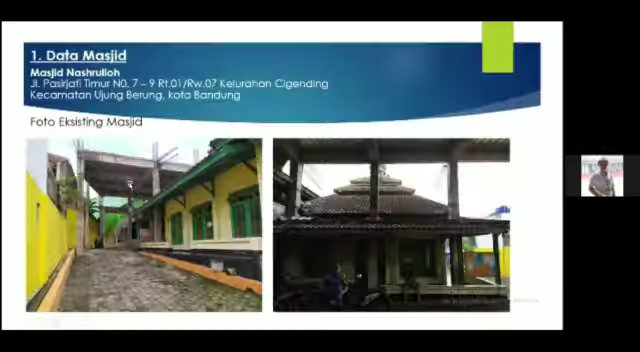 1. Data Masjid
Masjid Nashrulloh
Jl. Pasirjati Timur N0. 7 – 9 Rt.01/Rw.07 Kelurahan Cigending
Kecamatan Ujung Berung, kota Bandung
Foto Eksisting Masjid